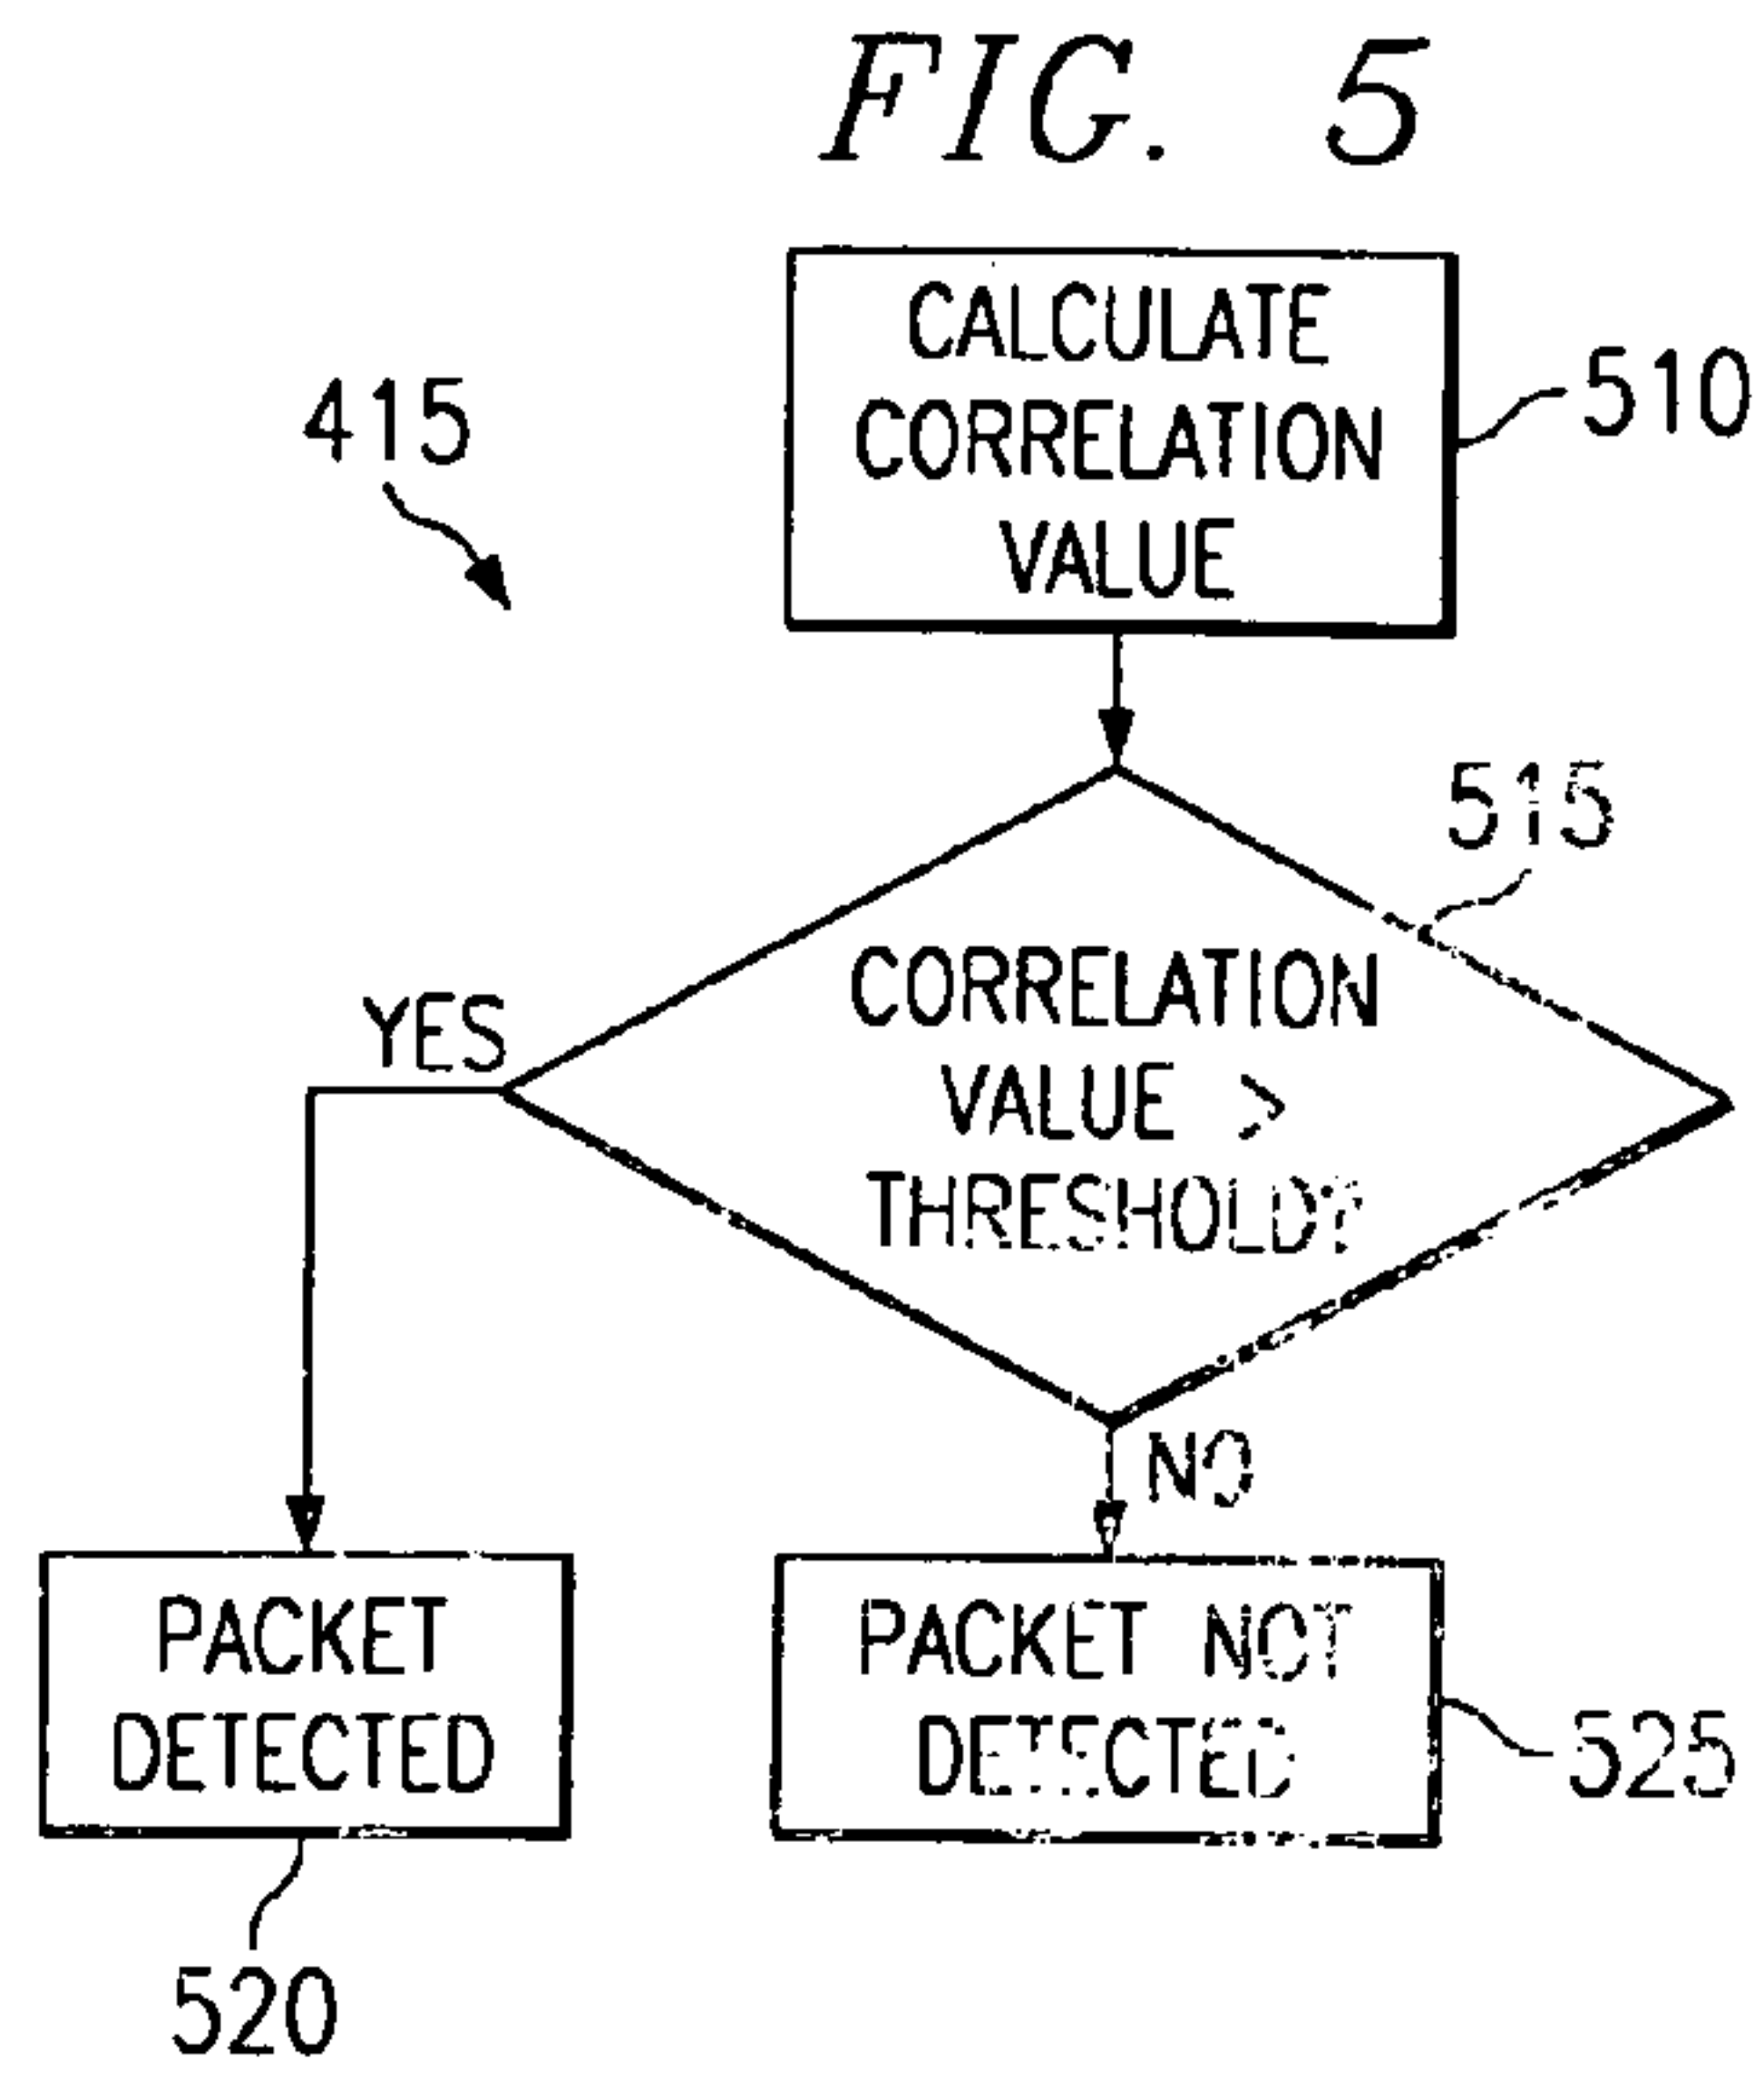 FIG. 5
CALCULATE
CORRELATION
VALUE
510
415
515
CORRELATION
VALUE >
THRESHOLD?
YES
NO
PACKET
DETECTED
PACKET NOT
DETECTED
525
520